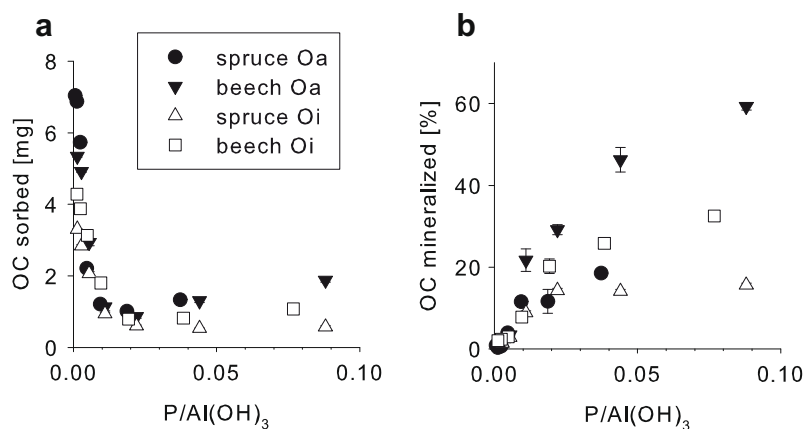 a
spruce Oa
beech Oa
spruce Oi
beech Oi
OC sorbed [mg]
8
6
4
2
0
0.00
0.05
0.10
P/Al(OH)3
b
OC mineralized [%]
60
40
20
0
0.00
0.05
0.10
P/Al(OH)3